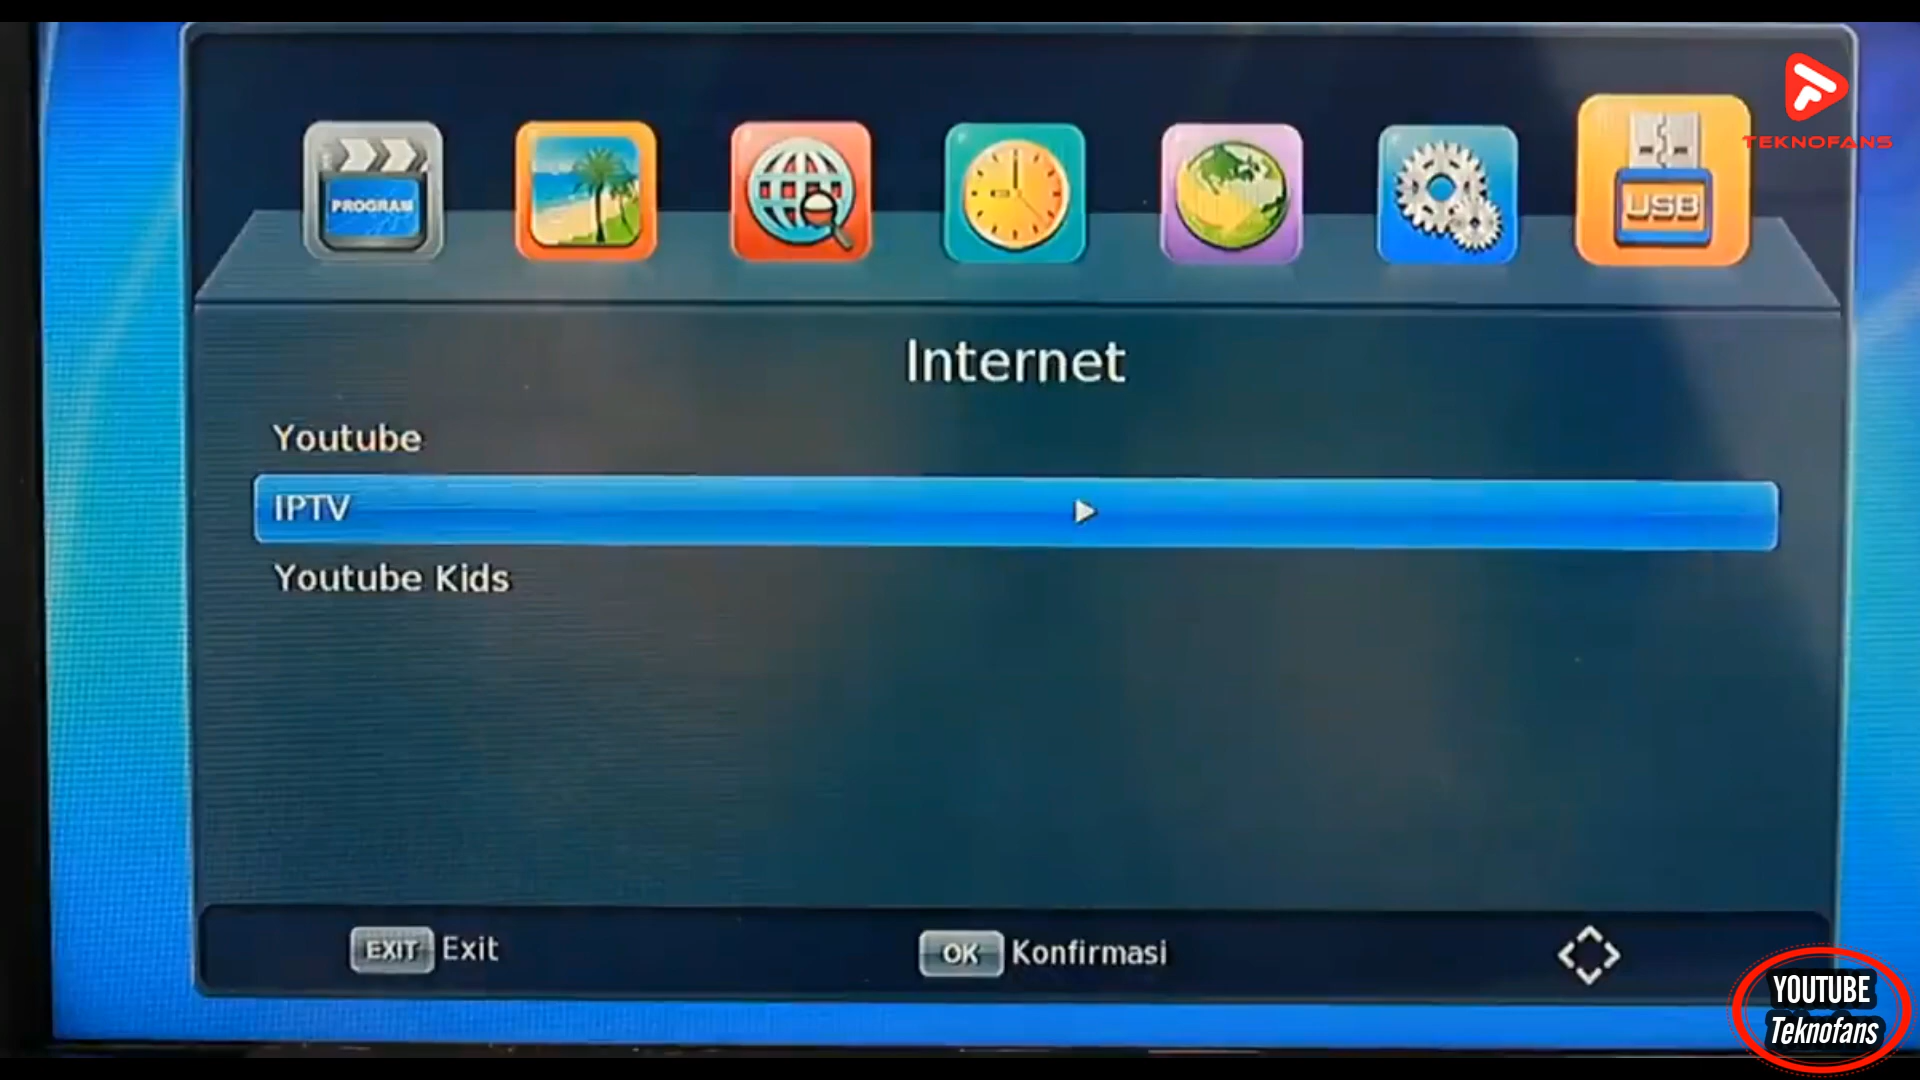 TEKNOFANS
PROGRAM
USB
Internet
Youtube
IPTV
Youtube Kids
EXIT Exit
OK Konfirmasi
YOUTUBE
Teknofans